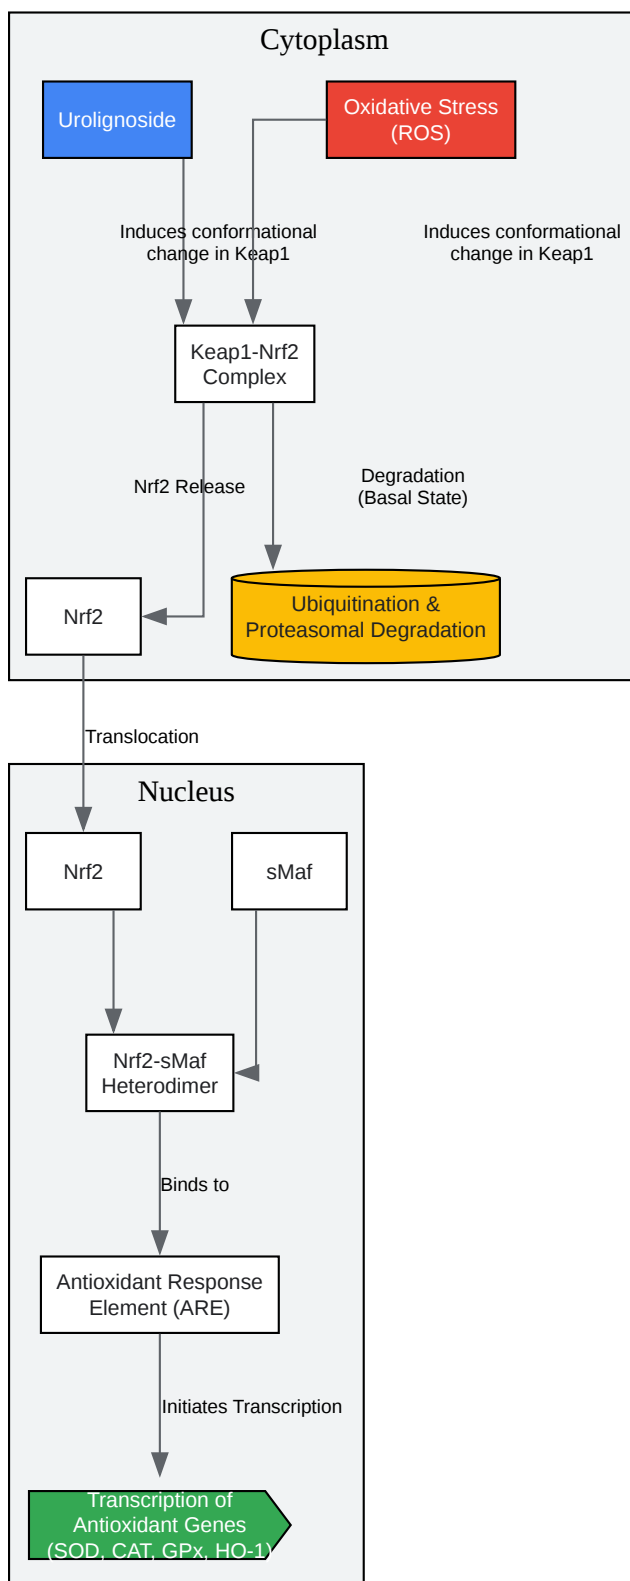 Cytoplasm
Urolignoside
Oxidative Stress
(ROS)
Induces conformational
change in Keap1
Induces conformational
change in Keap1
Keap1-Nrf2
Complex
Nrf2 Release
Degradation
(Basal State)
Nrf2
Ubiquitination &
Proteasomal Degradation
Translocation
Nucleus
Nrf2
sMaf
Nrf2-sMaf
Heterodimer
Binds to
Antioxidant Response
Element (ARE)
Initiates Transcription
Transcription of
Antioxidant Genes
(SOD, CAT, GPx, HO-1)